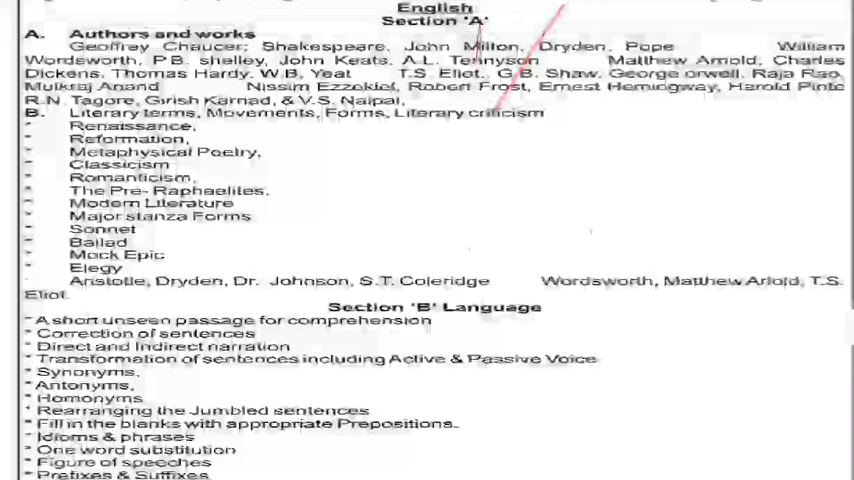 English
Section 'A'
A. Authors and works
Geoffrey Chaucer; Shakespeare, John Milton, Dryden, Pope William
Wordsworth, P.B. shelley, John Keats, A.L. Tennyson Matthew Arnold, Charles
Dickens, Thomas Hardy, W.B. Yeat T.S. Eliot, G.B. Shaw, George orwell, Raja Rao,
Mulkraj Anand Nissim Ezzekiel, Robert Frost, Ernest Hemingway, Harold Pinte
R.N. Tagore, Girish Karnad, & V.S. Naipal,
B. Literary terms, Movements, Forms, Literary criticism
* Renaissance,
* Reformation,
* Metaphysical Poetry,
* Classicism
* Romanticism,
* The Pre- Raphaelites,
* Modern Literature
* Major stanza Forms
* Sonnet
* Ballad
* Mock Epic
* Elegy
Aristotle, Dryden, Dr. Johnson, S.T. Coleridge Wordsworth, Matthew Arlold, T.S.
Eliot.
Section 'B' Language
* A short unseen passage for comprehension
* Correction of sentences
* Direct and Indirect narration
* Transformation of sentences including Active & Passive Voice
* Synonyms,
* Antonyms,
* Homonyms
* Rearranging the Jumbled sentences
* Fill in the blanks with appropriate Prepositions.
* Idioms & phrases
* One word substitution
* Figure of speeches
* Prefixes & Suffixes